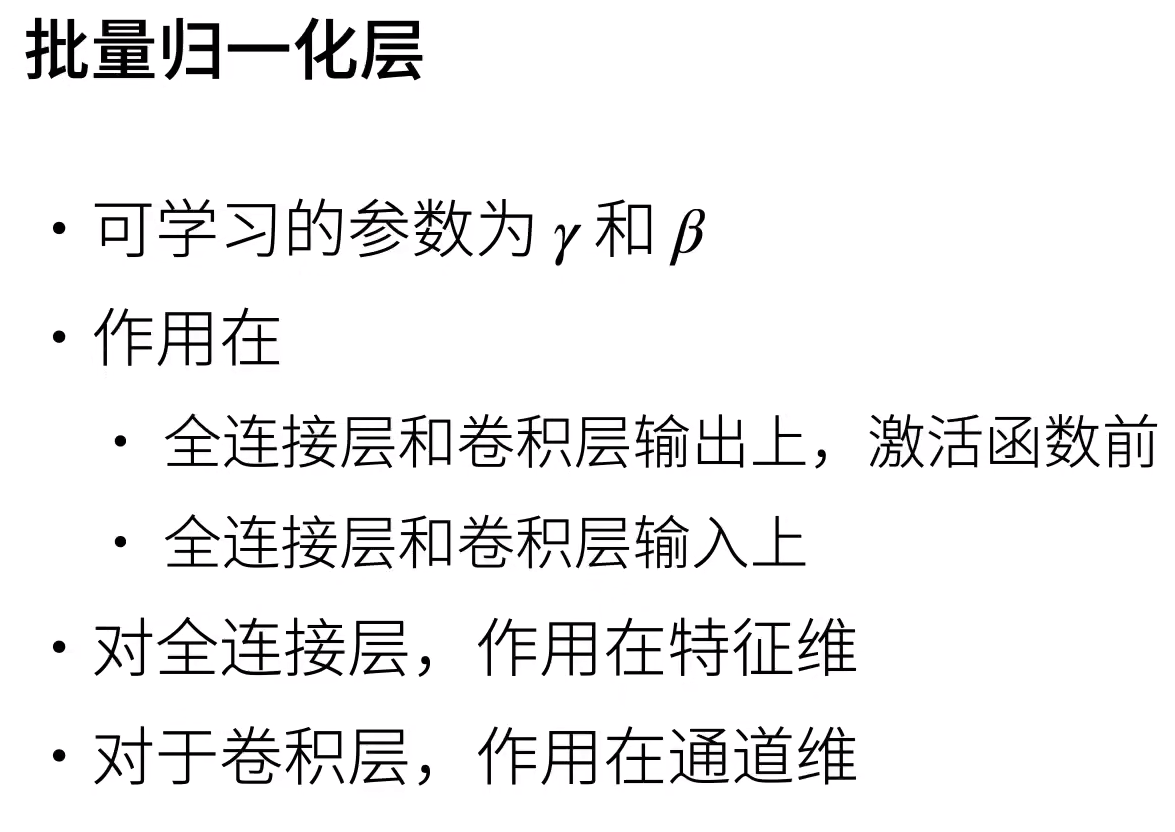 批量归一化层
• 可学习的参数为 γ 和 β
• 作用在
• 全连接层和卷积层输出上，激活函数前
• 全连接层和卷积层输入上
• 对全连接层，作用在特征维
• 对于卷积层，作用在通道维